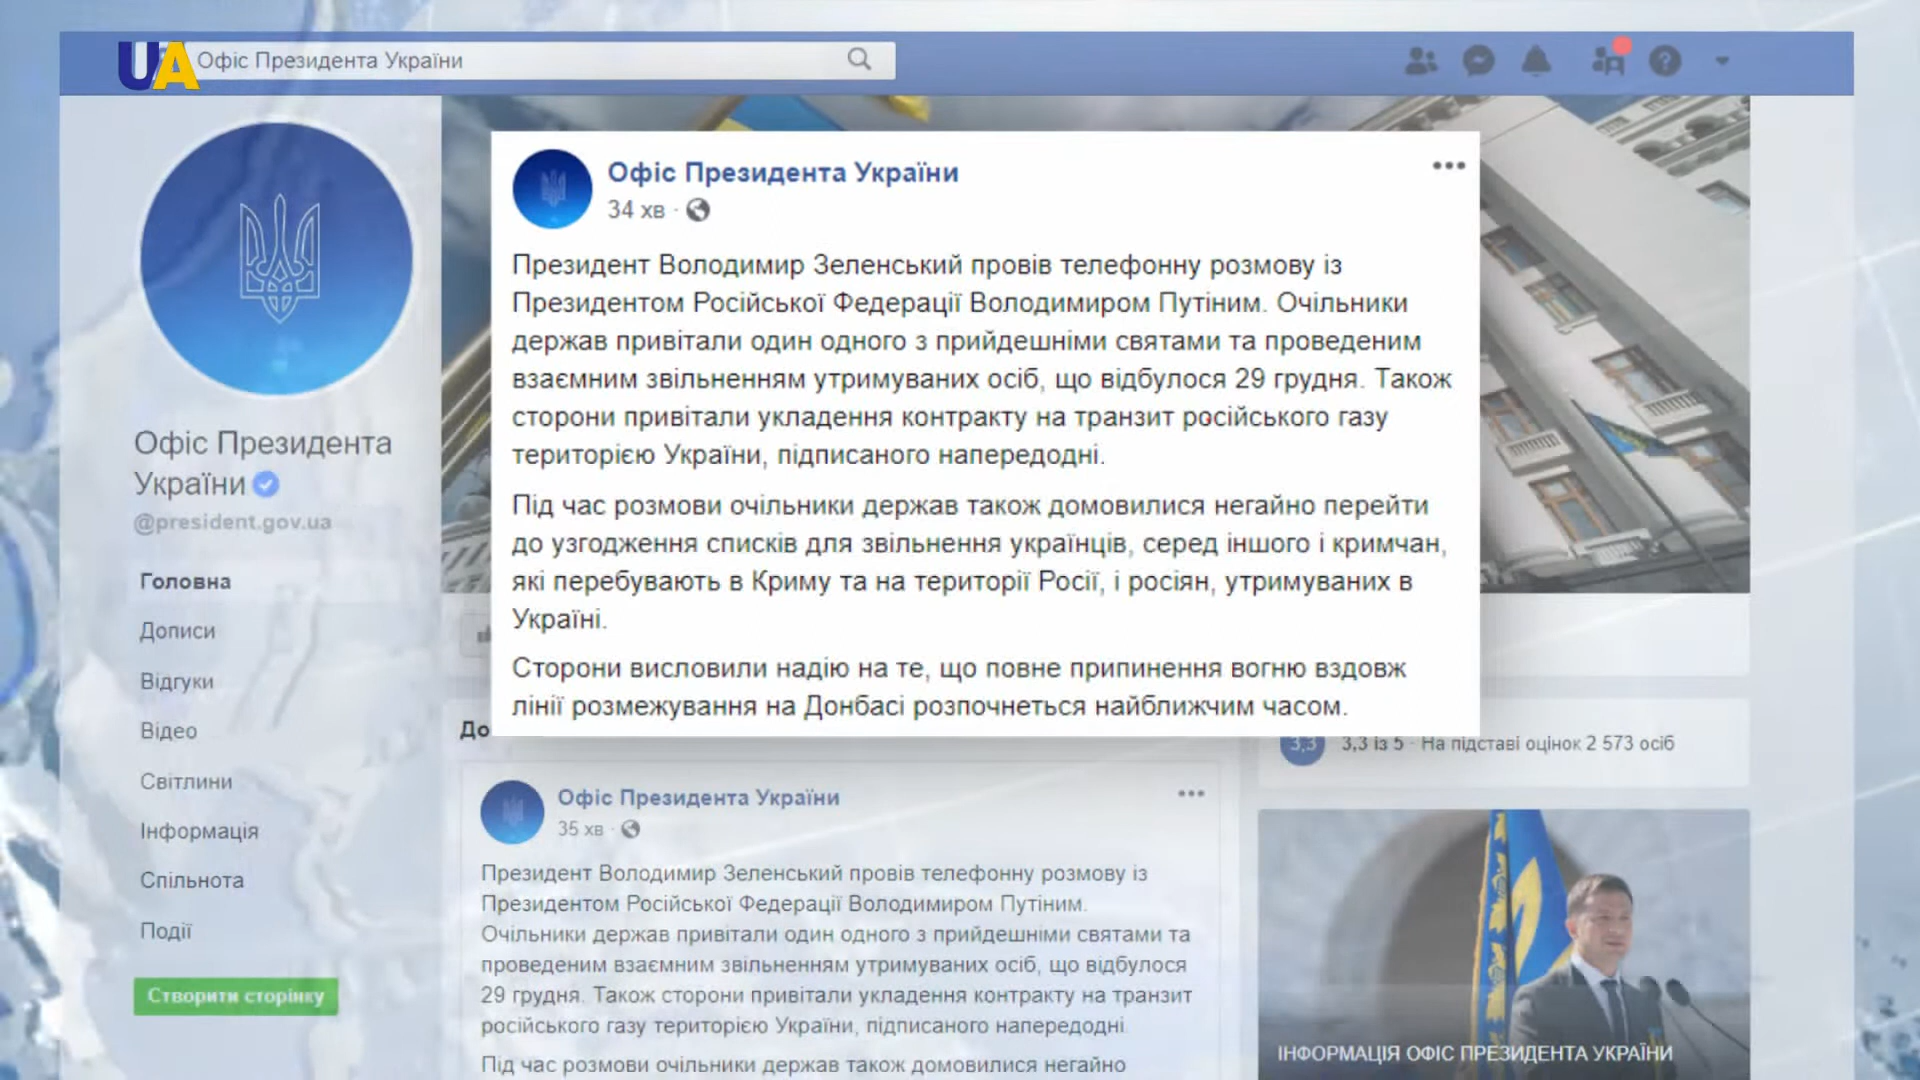 UA
Офіс Президента України
Офіс Президента України
34 хв ·
Президент Володимир Зеленський провів телефонну розмову із
Президентом Російської Федерації Володимиром Путіним. Очільники
держав привітали один одного з прийдешніми святами та проведеним
взаємним звільненням утримуваних осіб, що відбулося 29 грудня. Також
сторони привітали укладення контракту на транзит російського газу
територією України, підписаного напередодні.
Під час розмови очільники держав також домовилися негайно перейти
до узгодження списків для звільнення українців, серед іншого і кримчан,
які перебувають в Криму та на території Росії, і росіян, утримуваних в
Україні.
Сторони висловили надію на те, що повне припинення вогню вздовж
лінії розмежування на Донбасі розпочнеться найближчим часом.
Офіс Президента
України
@president.gov.ua
Головна
Дописи
Відгуки
Відео
Світлини
Інформація
Спільнота
Події
Створити сторінку
До
Офіс Президента України
35 хв ·
Президент Володимир Зеленський провів телефонну розмову із
Президентом Російської Федерації Володимиром Путіним.
Очільники держав привітали один одного з прийдешніми святами та
проведеним взаємним звільненням утримуваних осіб, що відбулося
29 грудня. Також сторони привітали укладення контракту на транзит
російського газу територією України, підписаного напередодні.
Під час розмови очільники держав також домовилися негайно
3,3 3,3 із 5 · На підставі оцінок 2 573 осіб
ІНФОРМАЦІЯ ОФІС ПРЕЗИДЕНТА УКРАЇНИ